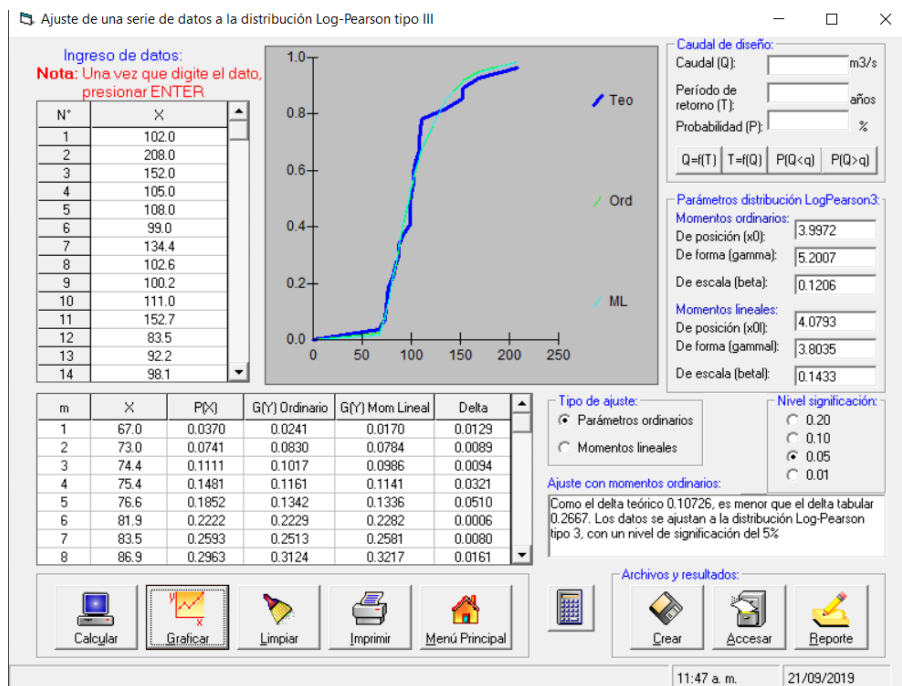 Ajuste de una serie de datos a la distribución Log-Pearson tipo III
Ingreso de datos:
Nota: Una vez que digite el dato,
presionar ENTER
N° X
1 102.0
2 208.0
3 152.0
4 105.0
5 108.0
6 99.0
7 134.4
8 102.6
9 100.2
10 111.0
11 152.7
12 83.5
13 92.2
14 98.1
1.0
0.8
0.6
0.4
0.2
0.0
0 50 100 150 200 250
Teo
Ord
ML
Caudal de diseño:
Caudal (Q): m3/s
Período de
retorno (T): años
Probabilidad (P): %
Q=f(T) T=f(Q) P(Q<q) P(Q>q)
Parámetros distribución LogPearson3:
Momentos ordinarios:
De posición (x0): 3.9972
De forma (gamma): 5.2007
De escala (beta): 0.1206
Momentos lineales:
De posición (x0l): 4.0793
De forma (gammal): 3.8035
De escala (betal): 0.1433
m X P(X) G(Y) Ordinario G(Y) Mom Lineal Delta
1 67.0 0.0370 0.0241 0.0170 0.0129
2 73.0 0.0741 0.0830 0.0784 0.0089
3 74.4 0.1111 0.1017 0.0986 0.0094
4 75.4 0.1481 0.1161 0.1141 0.0321
5 76.6 0.1852 0.1342 0.1336 0.0510
6 81.9 0.2222 0.2229 0.2282 0.0006
7 83.5 0.2593 0.2513 0.2581 0.0080
8 86.9 0.2963 0.3124 0.3217 0.0161
Tipo de ajuste:
Parámetros ordinarios
Momentos lineales
Nivel significación:
0.20
0.10
0.05
0.01
Ajuste con momentos ordinarios:
Como el delta teórico 0.10726, es menor que el delta tabular
0.2667. Los datos se ajustan a la distribución Log-Pearson
tipo 3, con un nivel de significación del 5%
Calcular
Graficar
Limpiar
Imprimir
Menú Principal
Archivos y resultados:
Crear
Accesar
Reporte
11:47 a. m. 21/09/2019